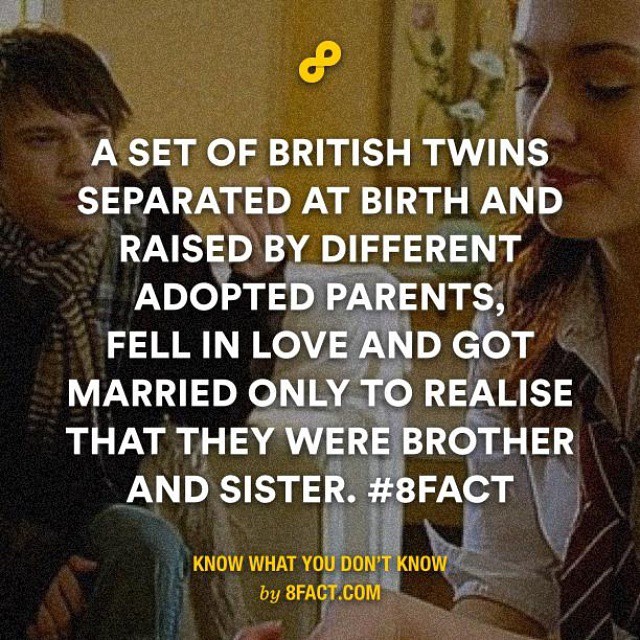 A SET OF BRITISH TWINS
SEPARATED AT BIRTH AND
RAISED BY DIFFERENT
ADOPTED PARENTS,
FELL IN LOVE AND GOT
MARRIED ONLY TO REALISE
THAT THEY WERE BROTHER
AND SISTER. #8FACT
KNOW WHAT YOU DON'T KNOW
by 8FACT.COM